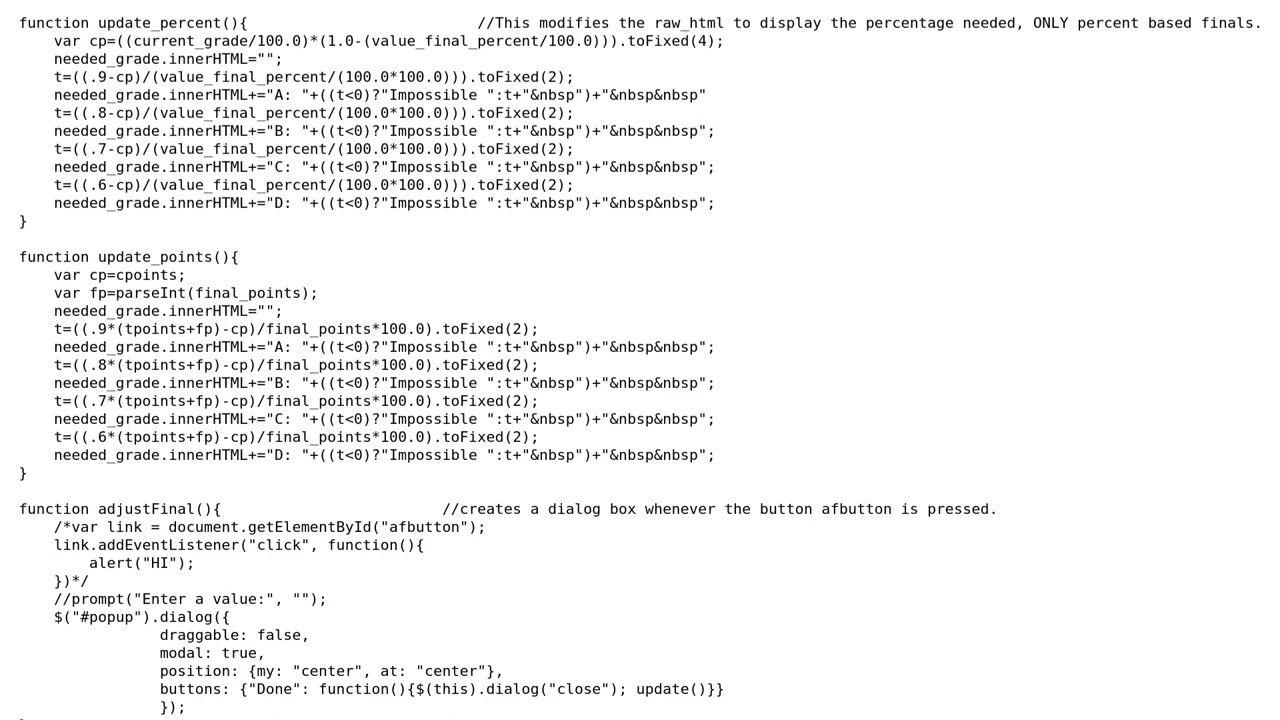 function update_percent(){                          //This modifies the raw_html to display the percentage needed, ONLY percent based finals.
    var cp=((current_grade/100.0)*(1.0-(value_final_percent/100.0))).toFixed(4);
    needed_grade.innerHTML="";
    t=((.9-cp)/(value_final_percent/(100.0*100.0))).toFixed(2);
    needed_grade.innerHTML+="A: "+((t<0)?"Impossible ":t+"&nbsp")+"&nbsp&nbsp"
    t=((.8-cp)/(value_final_percent/(100.0*100.0))).toFixed(2);
    needed_grade.innerHTML+="B: "+((t<0)?"Impossible ":t+"&nbsp")+"&nbsp&nbsp";
    t=((.7-cp)/(value_final_percent/(100.0*100.0))).toFixed(2);
    needed_grade.innerHTML+="C: "+((t<0)?"Impossible ":t+"&nbsp")+"&nbsp&nbsp";
    t=((.6-cp)/(value_final_percent/(100.0*100.0))).toFixed(2);
    needed_grade.innerHTML+="D: "+((t<0)?"Impossible ":t+"&nbsp")+"&nbsp&nbsp";
}

function update_points(){
    var cp=cpoints;
    var fp=parseInt(final_points);
    needed_grade.innerHTML="";
    t=((.9*(tpoints+fp)-cp)/final_points*100.0).toFixed(2);
    needed_grade.innerHTML+="A: "+((t<0)?"Impossible ":t+"&nbsp")+"&nbsp&nbsp";
    t=((.8*(tpoints+fp)-cp)/final_points*100.0).toFixed(2);
    needed_grade.innerHTML+="B: "+((t<0)?"Impossible ":t+"&nbsp")+"&nbsp&nbsp";
    t=((.7*(tpoints+fp)-cp)/final_points*100.0).toFixed(2);
    needed_grade.innerHTML+="C: "+((t<0)?"Impossible ":t+"&nbsp")+"&nbsp&nbsp";
    t=((.6*(tpoints+fp)-cp)/final_points*100.0).toFixed(2);
    needed_grade.innerHTML+="D: "+((t<0)?"Impossible ":t+"&nbsp")+"&nbsp&nbsp";
}

function adjustFinal(){                         //creates a dialog box whenever the button afbutton is pressed.
    /*var link = document.getElementById("afbutton");
    link.addEventListener("click", function(){
        alert("HI");
    })*/
    //prompt("Enter a value:", "");
    $("#popup").dialog({
                draggable: false,
                modal: true,
                position: {my: "center", at: "center"},
                buttons: {"Done": function(){$(this).dialog("close"); update()}}
                });